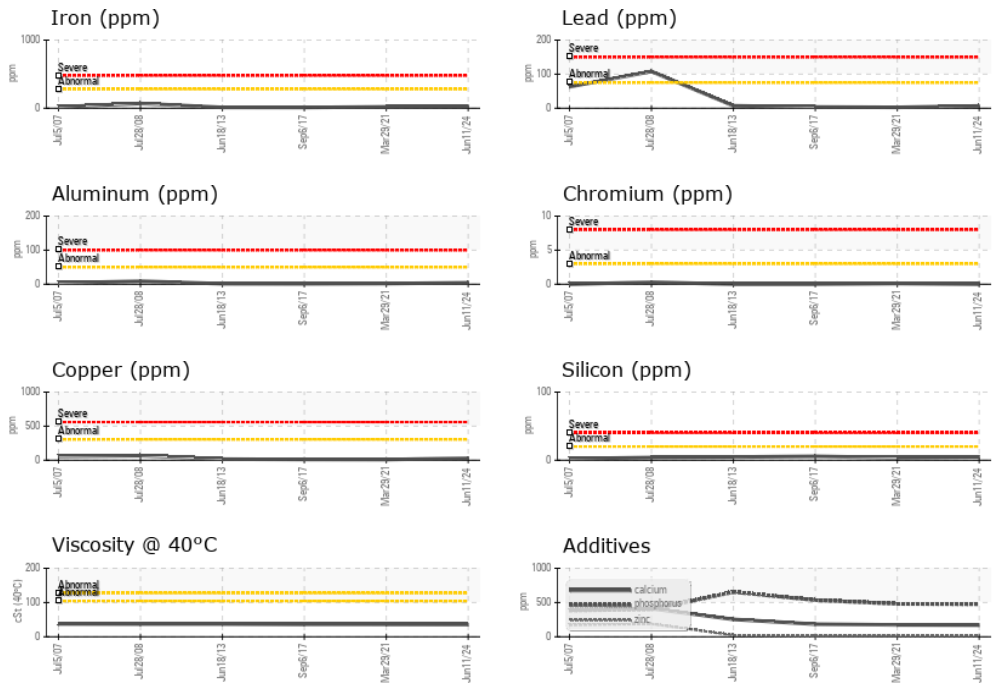 Iron (ppm)
1000
500
0
ppm
Severe
Abnormal
Jul5/07
Jul28/08
Jun18/13
Sep6/17
Mar29/21
Jun11/24
Lead (ppm)
200
100
0
ppm
Severe
Abnormal
Jul5/07
Jul28/08
Jun18/13
Sep6/17
Mar29/21
Jun11/24
Aluminum (ppm)
200
100
0
ppm
Severe
Abnormal
Jul5/07
Jul28/08
Jun18/13
Sep6/17
Mar29/21
Jun11/24
Chromium (ppm)
10
5
0
ppm
Severe
Abnormal
Jul5/07
Jul28/08
Jun18/13
Sep6/17
Mar29/21
Jun11/24
Copper (ppm)
1000
500
0
ppm
Severe
Abnormal
Jul5/07
Jul28/08
Jun18/13
Sep6/17
Mar29/21
Jun11/24
Silicon (ppm)
100
0
ppm
Severe
Abnormal
Jul5/07
Jul28/08
Jun18/13
Sep6/17
Mar29/21
Jun11/24
Viscosity @ 40°C
200
100
0
cSt (40°C)
Abnormal
Abnormal
Jul5/07
Jul28/08
Jun18/13
Sep6/17
Mar29/21
Jun11/24
Additives
1000
500
0
ppm
calcium
phosphorus
zinc
Jul5/07
Jul28/08
Jun18/13
Sep6/17
Mar29/21
Jun11/24